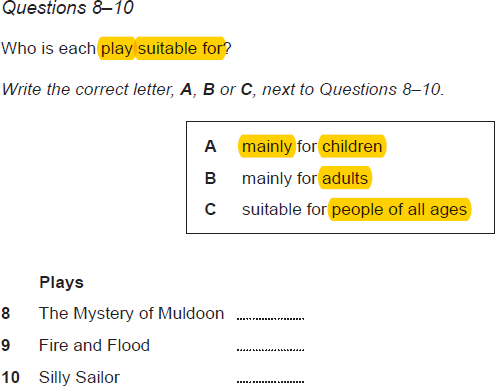 Questions 8–10
Who is each play suitable for?
Write the correct letter, A, B or C, next to Questions 8–10.
A mainly for children
B mainly for adults
C suitable for people of all ages
Plays
8 The Mystery of Muldoon ....................
9 Fire and Flood ....................
10 Silly Sailor ....................